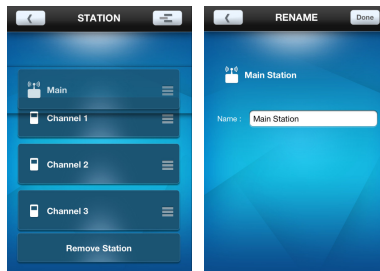 STATION
Main
Channel 1
Channel 2
Channel 3
Remove Station
RENAME
Done
Main Station
Name : Main Station